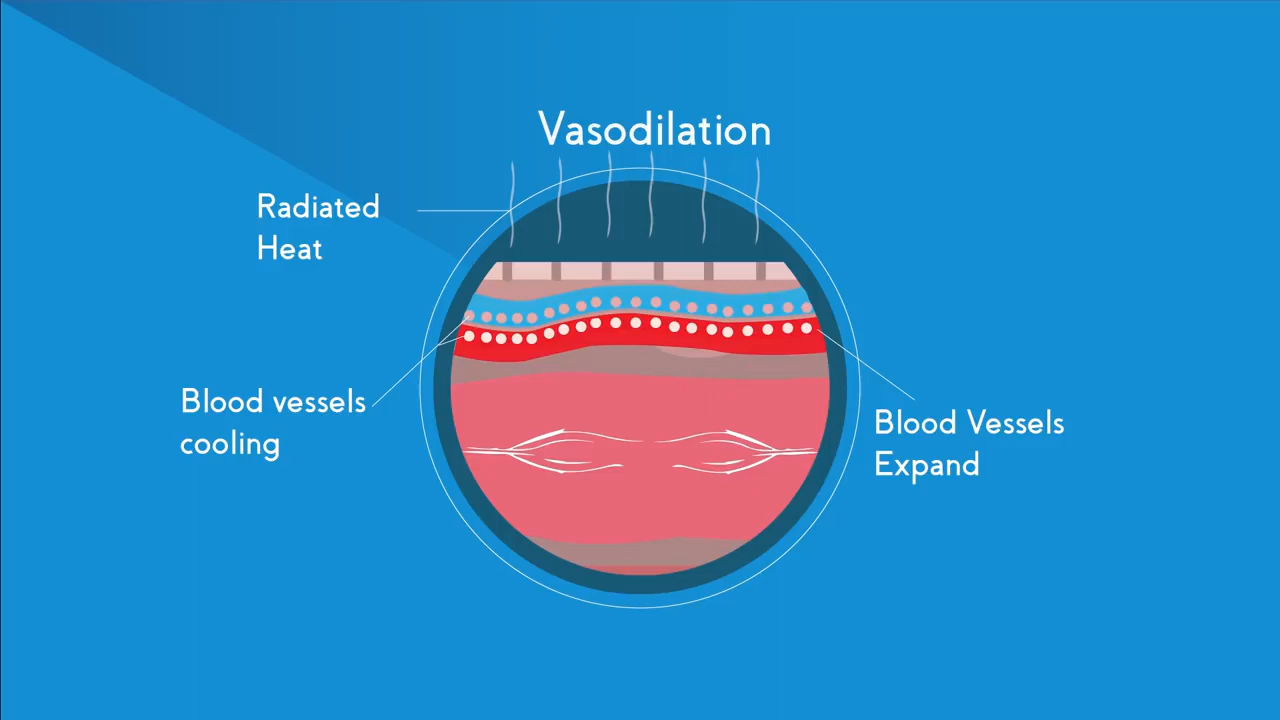 Vasodilation
Radiated
Heat
Blood vessels
cooling
Blood Vessels
Expand